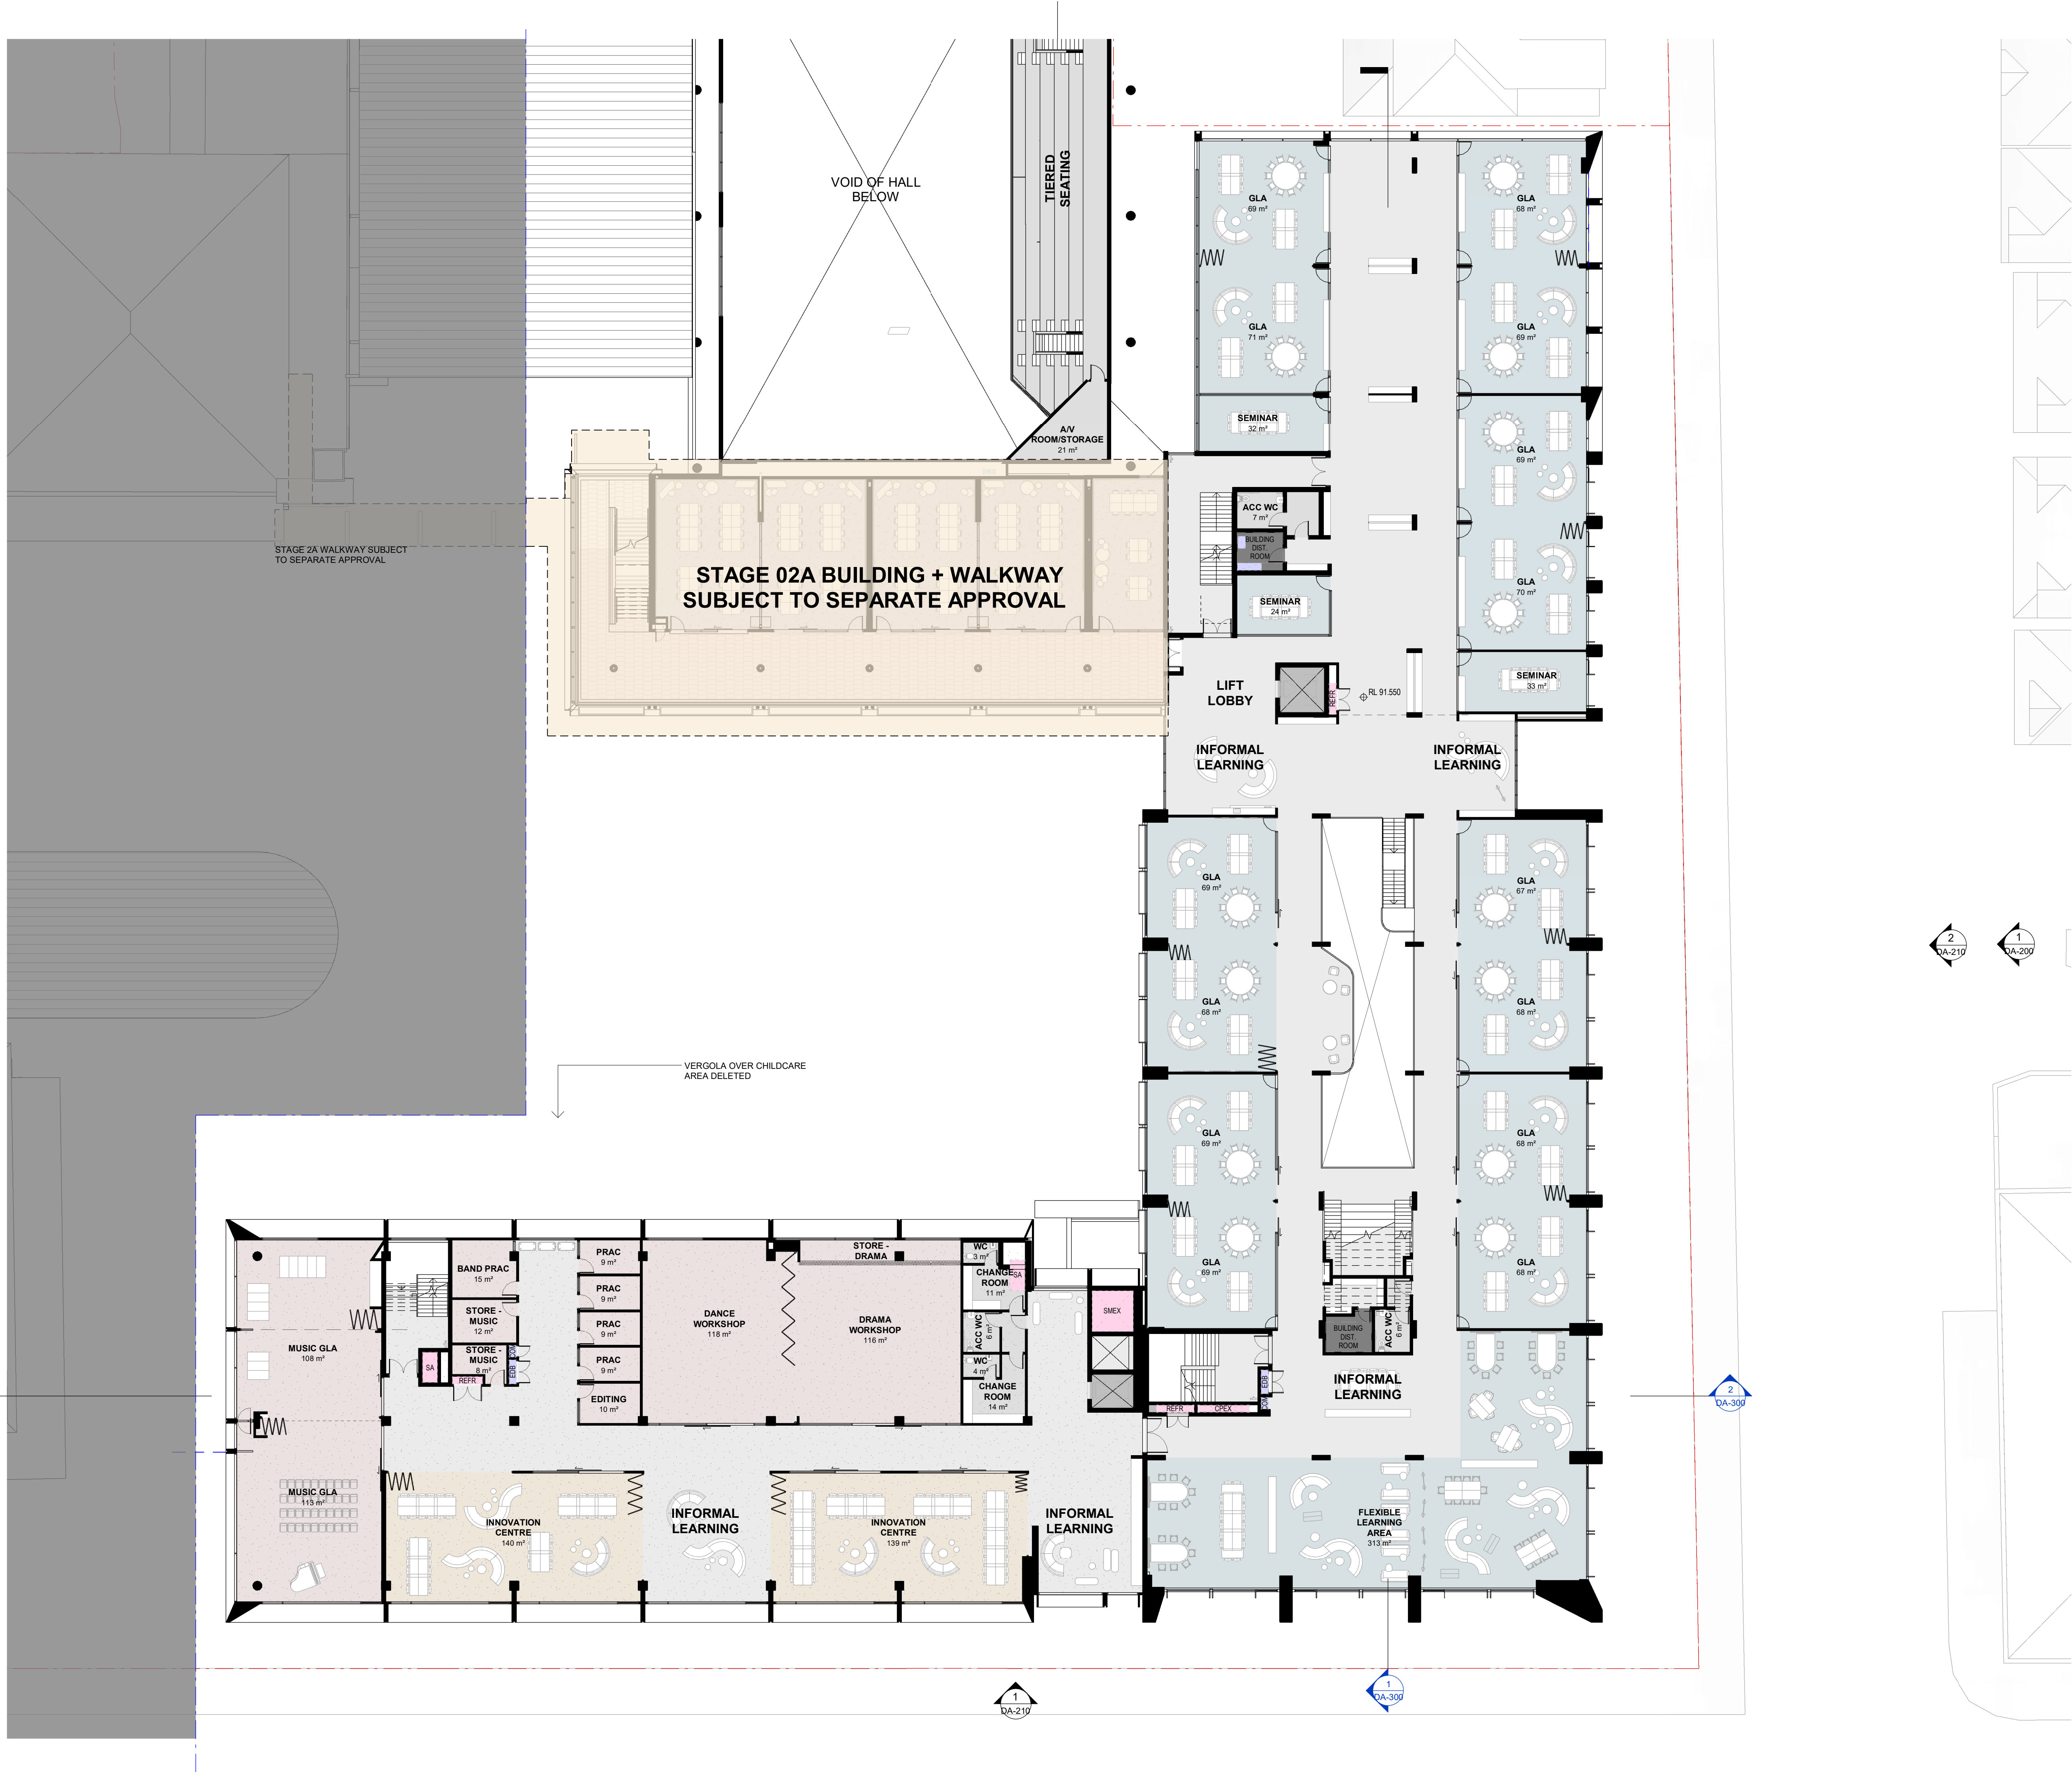 VOID OF HALL
BELOW
TIERED
SEATING
A/V
ROOM/STORAGE
21 m²
GLA
69 m²
GLA
68 m²
GLA
71 m²
GLA
69 m²
SEMINAR
32 m²
GLA
69 m²
ACC WC
7 m²
BUILDING
DIST.
ROOM
GLA
70 m²
SEMINAR
24 m²
STAGE 2A WALKWAY SUBJECT
TO SEPARATE APPROVAL
STAGE 02A BUILDING + WALKWAY
SUBJECT TO SEPARATE APPROVAL
SEMINAR
33 m²
LIFT
LOBBY
REFR
RL 91.550
INFORMAL
LEARNING
INFORMAL
LEARNING
GLA
69 m²
GLA
67 m²
2
DA-210
1
DA-200
GLA
68 m²
GLA
68 m²
VERGOLA OVER CHILDCARE
AREA DELETED
GLA
69 m²
GLA
68 m²
GLA
69 m²
GLA
68 m²
BAND PRAC
15 m²
STORE -
MUSIC
12 m²
STORE -
MUSIC
8 m²
REFR
SA
EDB
COM
PRAC
9 m²
PRAC
9 m²
PRAC
9 m²
PRAC
9 m²
EDITING
10 m²
DANCE
WORKSHOP
118 m²
STORE -
DRAMA
DRAMA
WORKSHOP
116 m²
WC
3 m²
SA
CHANGE
ROOM
11 m²
ACC WC
6 m²
WC
4 m²
CHANGE
ROOM
14 m²
SMEX
BUILDING
DIST.
ROOM
ACC WC
6 m²
MUSIC GLA
108 m²
MUSIC GLA
113 m²
EDB
COM
REFR
CPEX
INFORMAL
LEARNING
2
DA-300
INNOVATION
CENTRE
140 m²
INFORMAL
LEARNING
INNOVATION
CENTRE
139 m²
INFORMAL
LEARNING
FLEXIBLE
LEARNING
AREA
313 m²
1
DA-210
1
DA-300